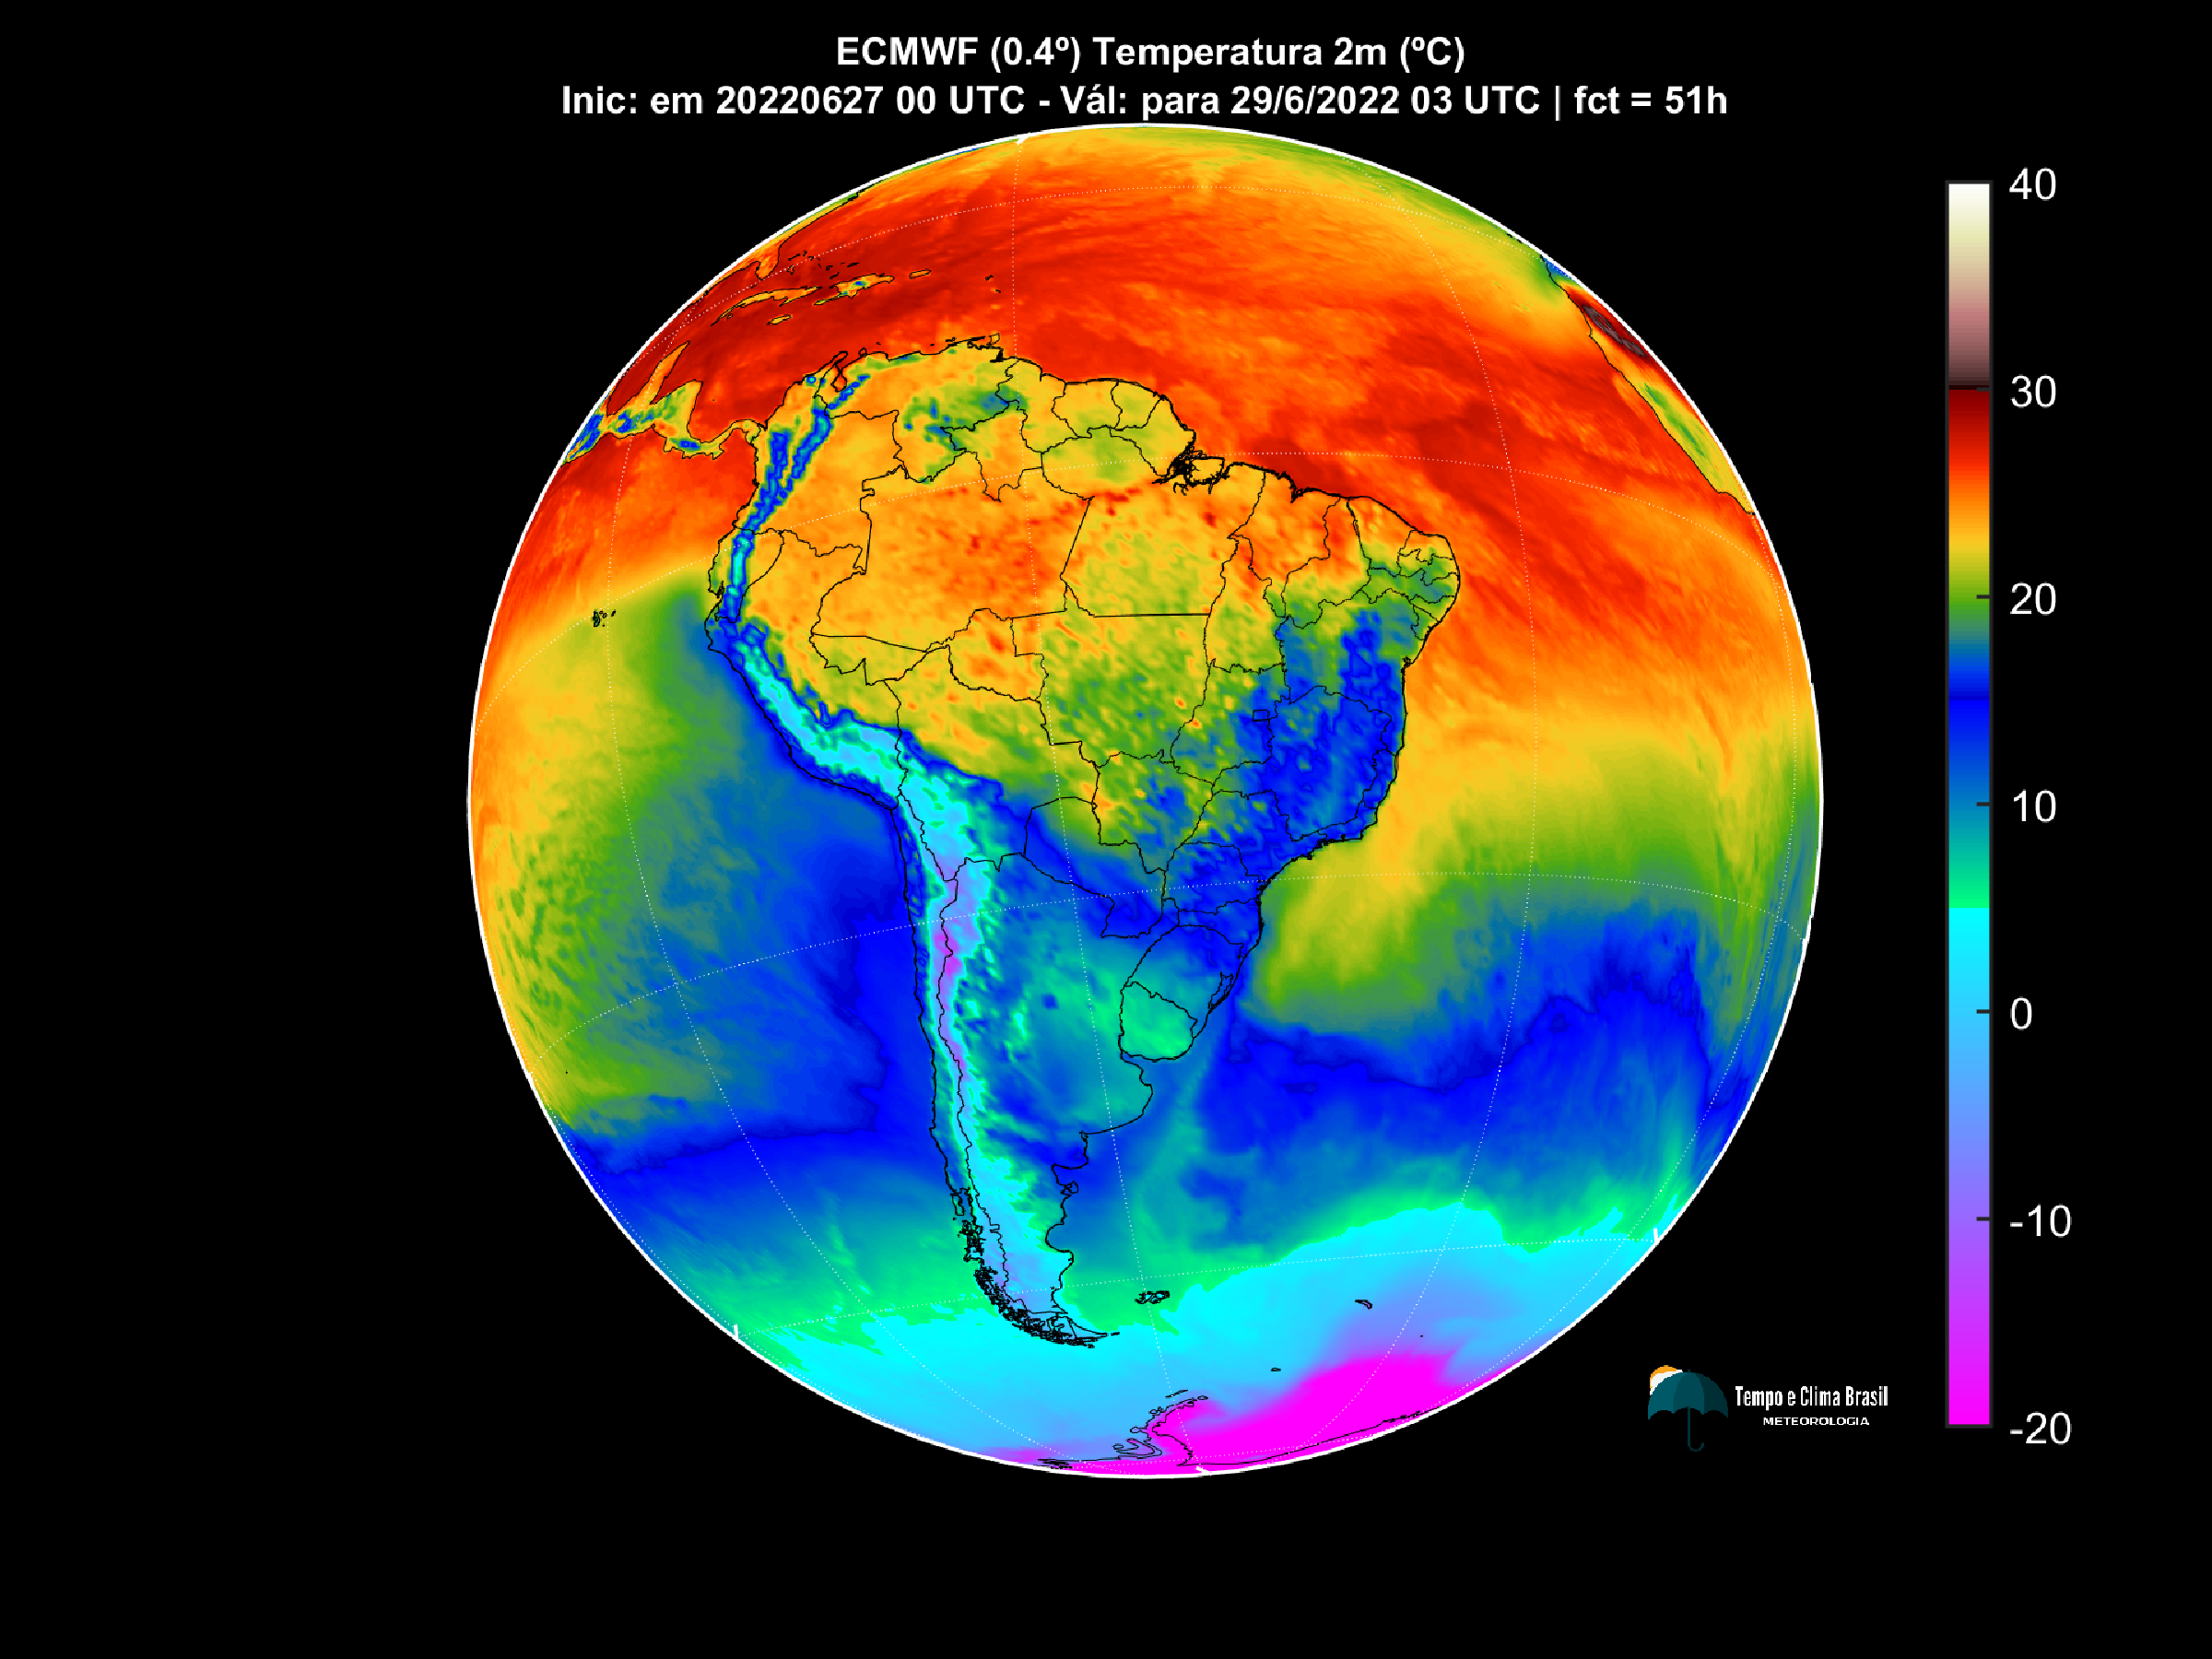 ECMWF (0.4º) Temperatura 2m (ºC)
Inic: em 20220627 00 UTC - Vál: para 29/6/2022 03 UTC | fct = 51h
40
30
20
10
0
-10
-20
Tempo e Clima Brasil
METEOROLOGIA